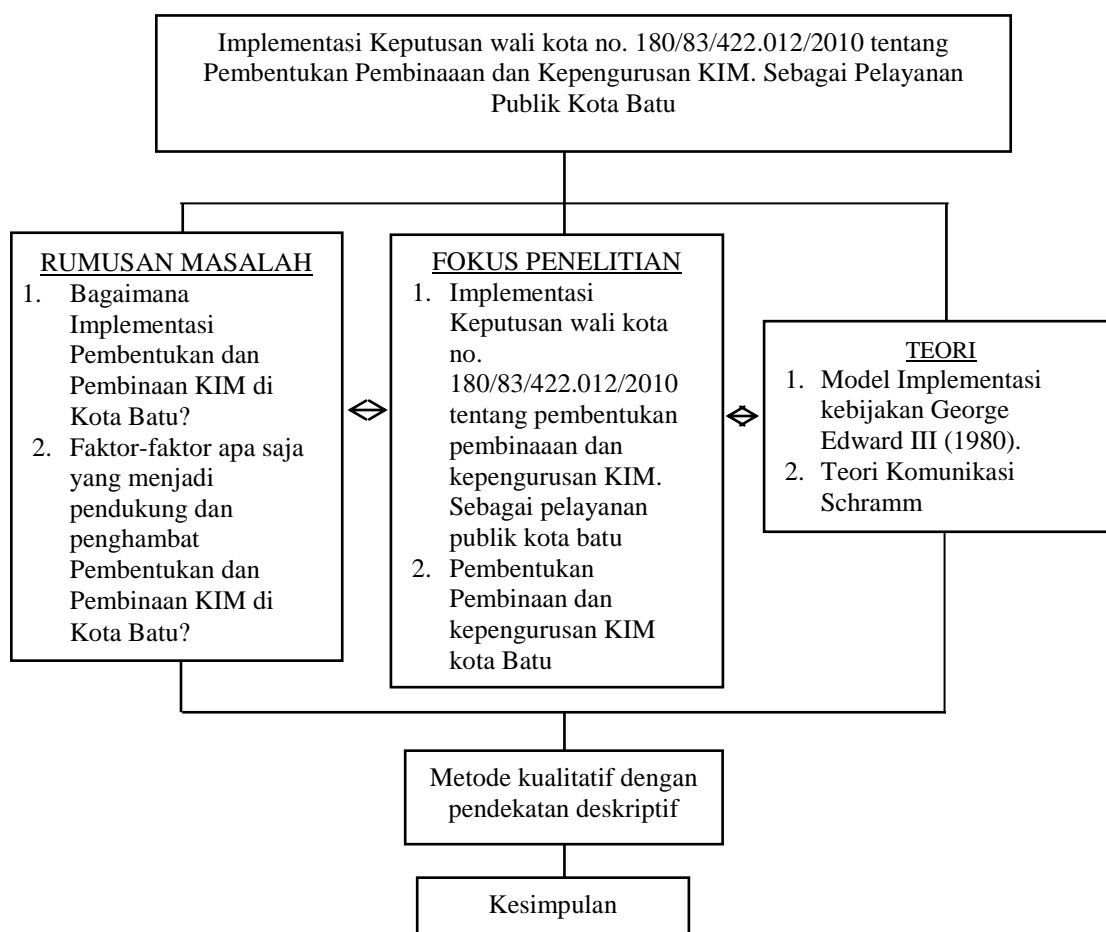 Implementasi Keputusan wali kota no. 180/83/422.012/2010 tentang
Pembentukan Pembinaaan dan Kepengurusan KIM. Sebagai Pelayanan
Publik Kota Batu
RUMUSAN MASALAH
1. Bagaimana
Implementasi
Pembentukan dan
Pembinaan KIM di
Kota Batu?
2. Faktor-faktor apa saja
yang menjadi
pendukung dan
penghambat
Pembentukan dan
Pembinaan KIM di
Kota Batu?
FOKUS PENELITIAN
1. Implementasi
Keputusan wali kota
no.
180/83/422.012/2010
tentang pembentukan
pembinaaan dan
kepengurusan KIM.
Sebagai pelayanan
publik kota batu
2. Pembentukan
Pembinaan dan
kepengurusan KIM
kota Batu
TEORI
1. Model Implementasi
kebijakan George
Edward III (1980).
2. Teori Komunikasi
Schramm
Metode kualitatif dengan
pendekatan deskriptif
Kesimpulan